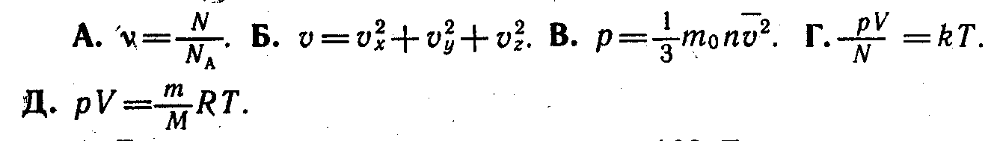 А. ν = N/N_A. Б. v = v_x² + v_y² + v_z². В. p = 1/3 m₀nv̅². Г. pV/N = kT.
Д. pV = m/M RT.